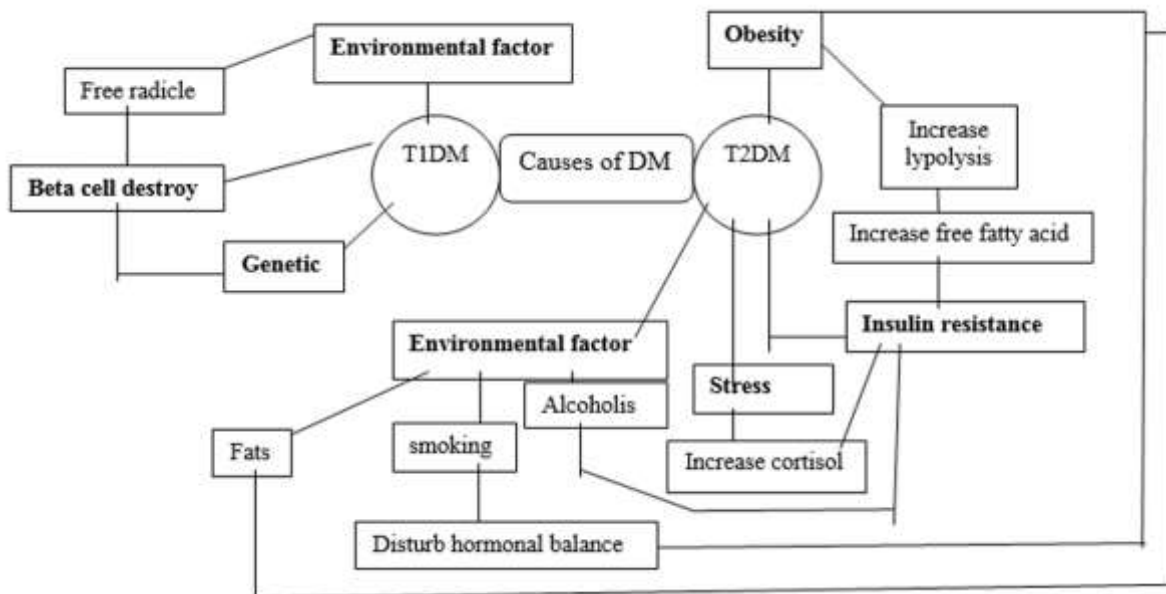 Environmental factor
Obesity
Free radicle
T1DM
Causes of DM
T2DM
Increase
lypolysis
Beta cell destroy
Increase free fatty acid
Genetic
Insulin resistance
Environmental factor
Stress
Alcoholis
Fats
smoking
Increase cortisol
Disturb hormonal balance